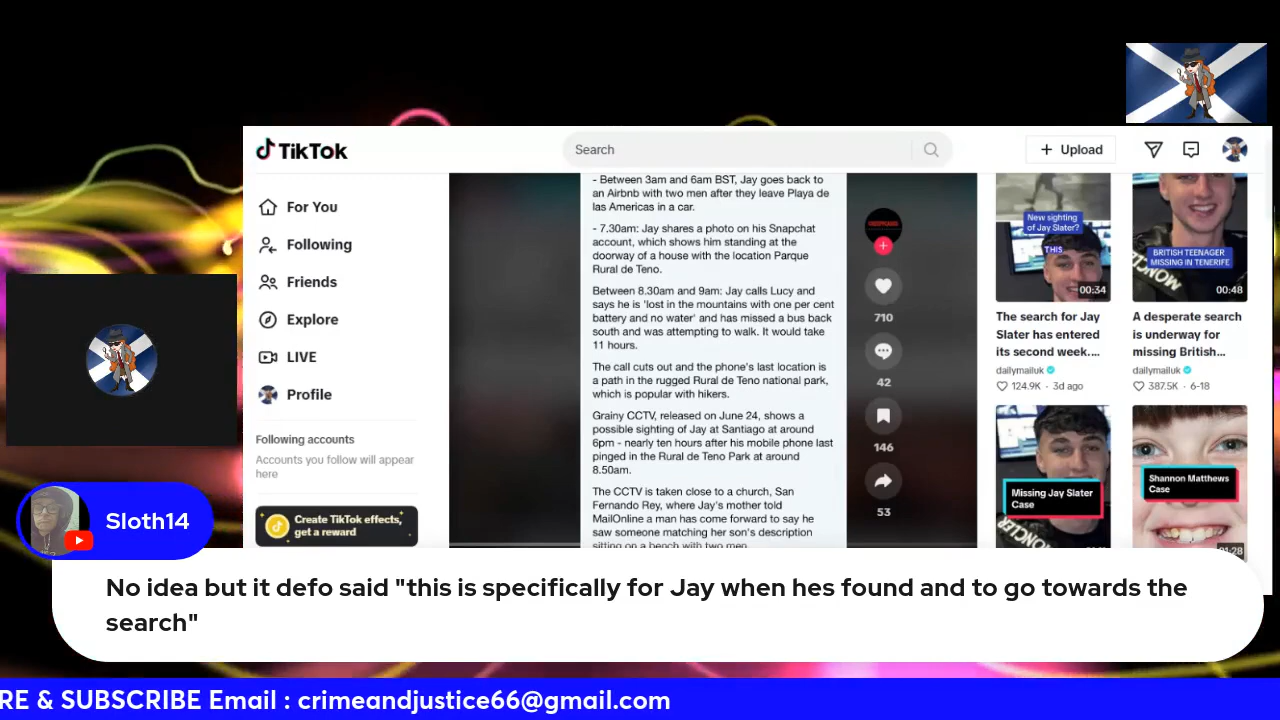 TikTok
Search
Upload
For You
Following
Friends
Explore
LIVE
Profile
Following accounts
Accounts you follow will appear
here
Create TikTok effects,
get a reward
- Between 3am and 6am BST, Jay goes back to
an Airbnb with two men after they leave Playa de
las Americas in a car.
- 7.30am: Jay shares a photo on his Snapchat
account, which shows him standing at the
doorway of a house with the location Parque
Rural de Teno.
Between 8.30am and 9am: Jay calls Lucy and
says he is 'lost in the mountains with one per cent
battery and no water' and has missed a bus back
south and was attempting to walk. It would take
11 hours.
The call cuts out and the phone's last location is
a path in the rugged Rural de Teno national park,
which is popular with hikers.
Grainy CCTV, released on June 24, shows a
possible sighting of Jay at Santiago at around
6pm - nearly ten hours after his mobile phone last
pinged in the Rural de Teno Park at around
8.50am.
The CCTV is taken close to a church, San
Fernando Rey, where Jay's mother told
MailOnline a man has come forward to say he
saw someone matching her son's description
sitting on a bench with two men
710
42
146
53
New sighting
of Jay Slater?
THIS
00:34
The search for Jay
Slater has entered
its second week....
dailymailuk
124.9K · 3d ago
BRITISH TEENAGER
MISSING IN TENERIFE
MONCLER
00:48
A desperate search
is underway for
missing British...
dailymailuk
387.5K · 6-18
Missing Jay Slater
Case
Shannon Matthews
Case
Sloth14
No idea but it defo said "this is specifically for Jay when hes found and to go towards the
search"
RE & SUBSCRIBE Email : crimeandjustice66@gmail.com